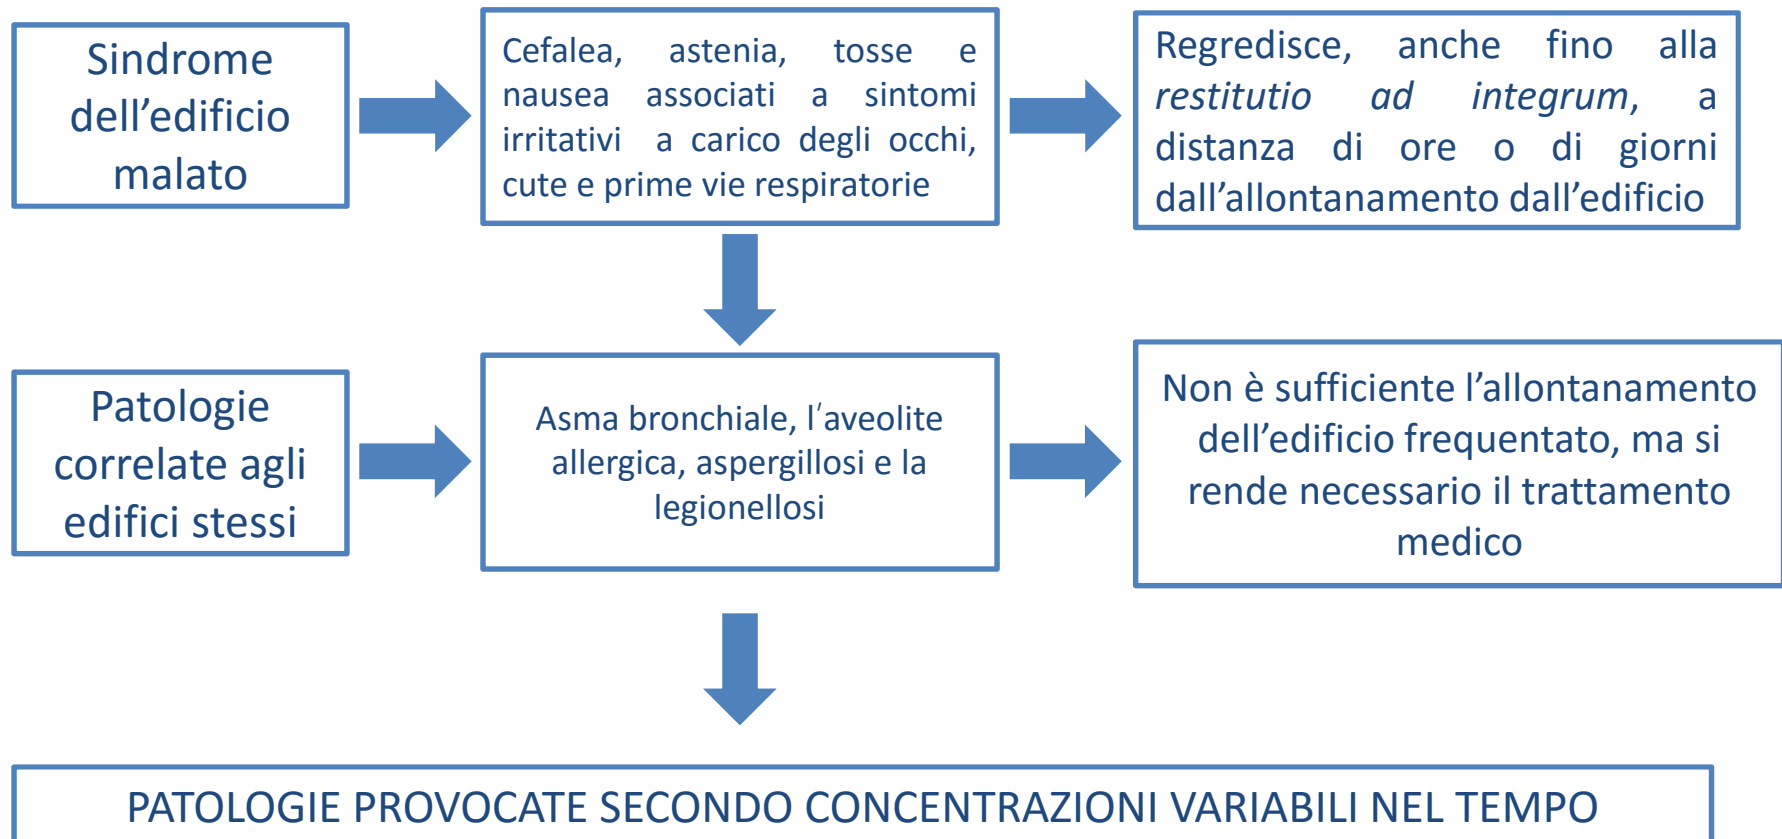 Sindrome
dell’edificio
malato
Cefalea, astenia, tosse e
nausea associati a sintomi
irritativi a carico degli occhi,
cute e prime vie respiratorie
Regredisce, anche fino alla
restitutio ad integrum, a
distanza di ore o di giorni
dall’allontanamento dall’edificio
Patologie
correlate agli
edifici stessi
Asma bronchiale, l’aveolite
allergica, aspergillosi e la
legionellosi
Non è sufficiente l’allontanamento
dell’edificio frequentato, ma si
rende necessario il trattamento
medico
PATOLOGIE PROVOCATE SECONDO CONCENTRAZIONI VARIABILI NEL TEMPO